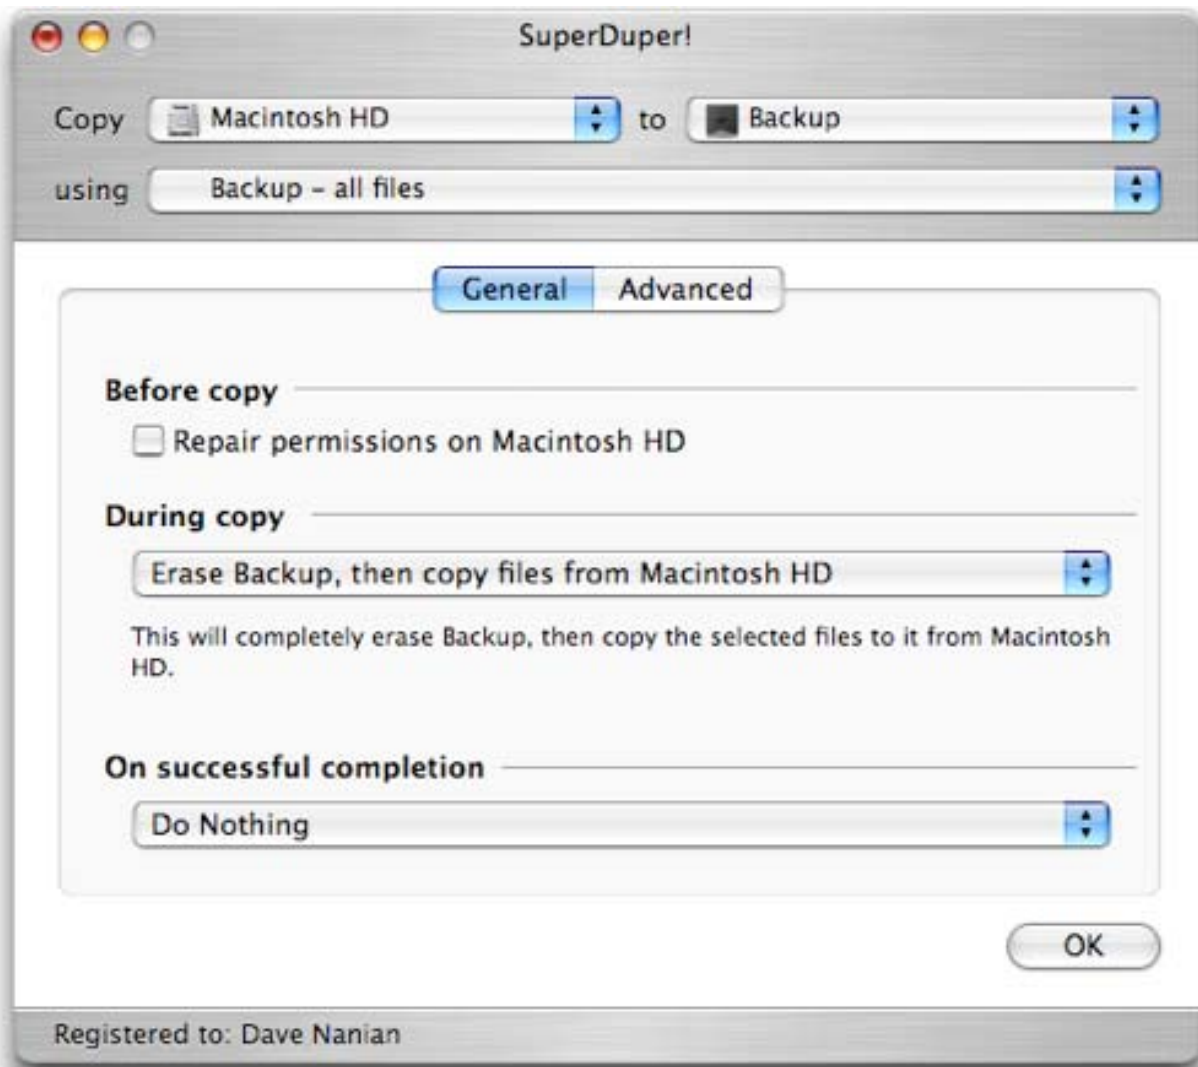 SuperDuper!
Copy Macintosh HD to Backup
using Backup – all files
General Advanced
Before copy
Repair permissions on Macintosh HD
During copy
Erase Backup, then copy files from Macintosh HD
This will completely erase Backup, then copy the selected files to it from Macintosh
HD.
On successful completion
Do Nothing
OK
Registered to: Dave Nanian